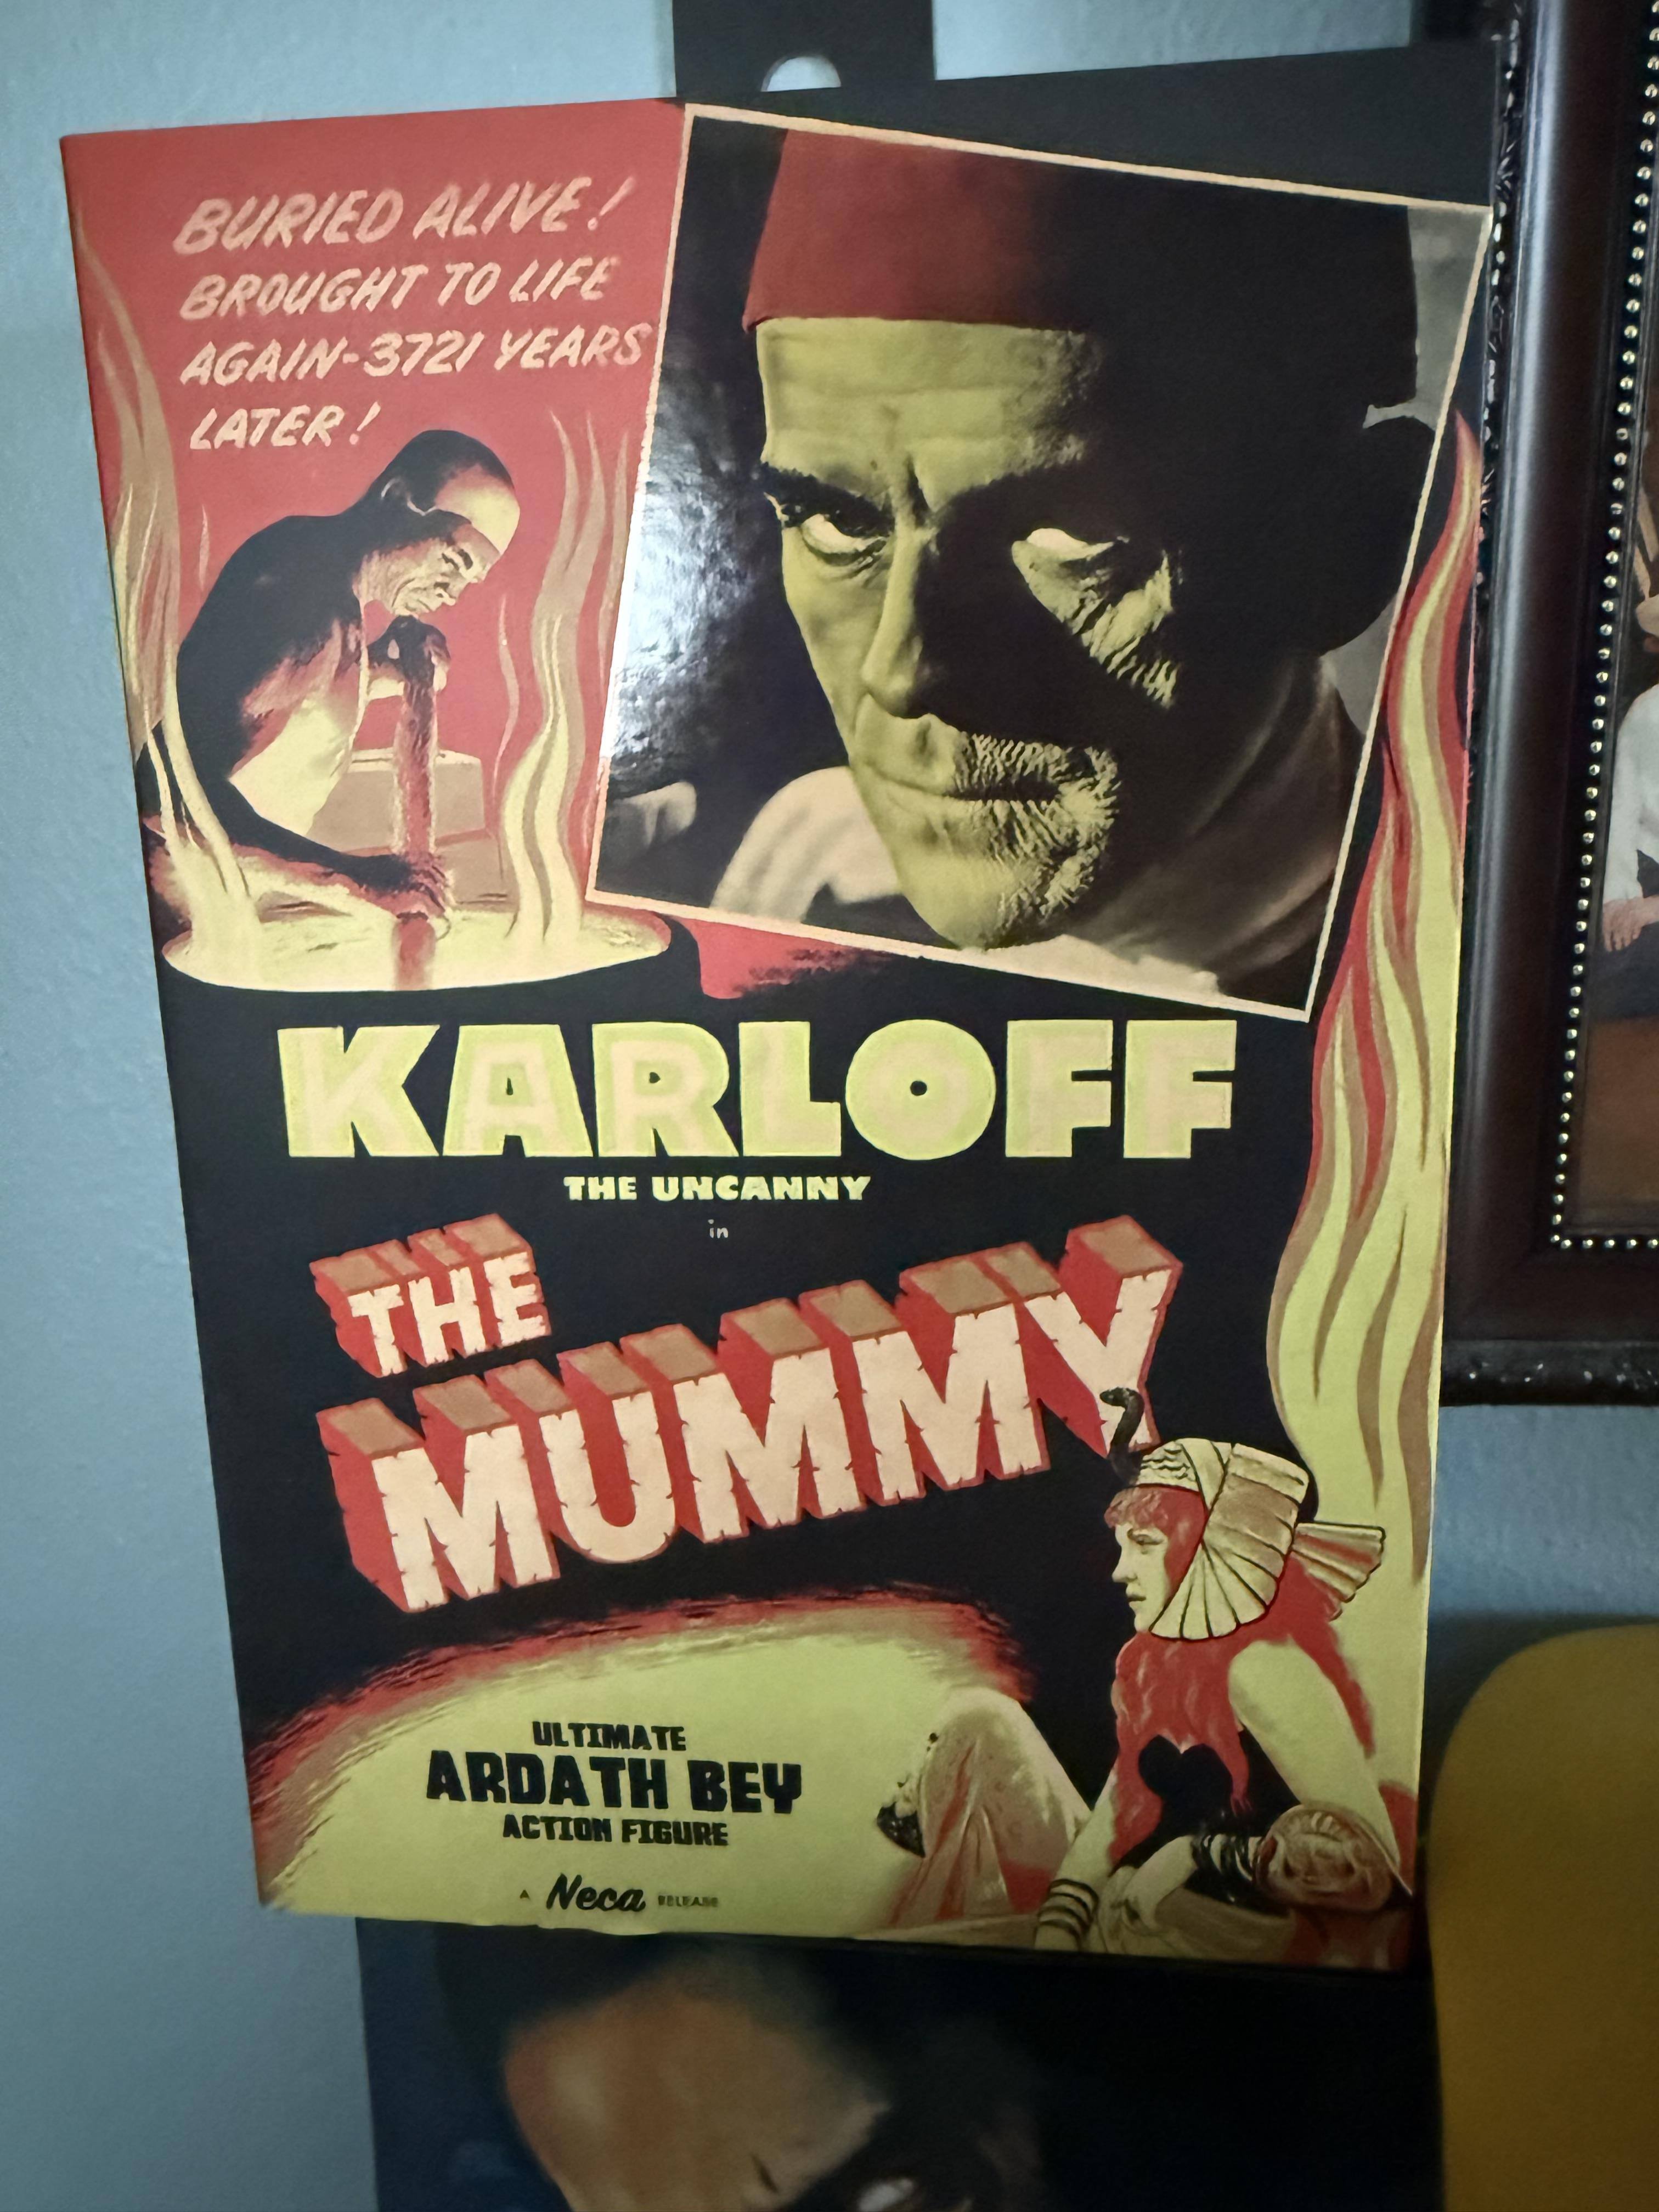 BURIED ALIVE!
BROUGHT TO LIFE
AGAIN-3721 YEARS
LATER!
KARLOFF
THE UNCANNY
in
THE
MUMMY
ULTIMATE
ARDATH BEY
ACTION FIGURE
A Neca RELEASE